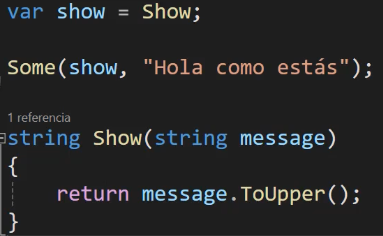 var show = Show;
Some(show, "Hola como estás");
1 referencia
string Show(string message)
{
return message.ToUpper();
}